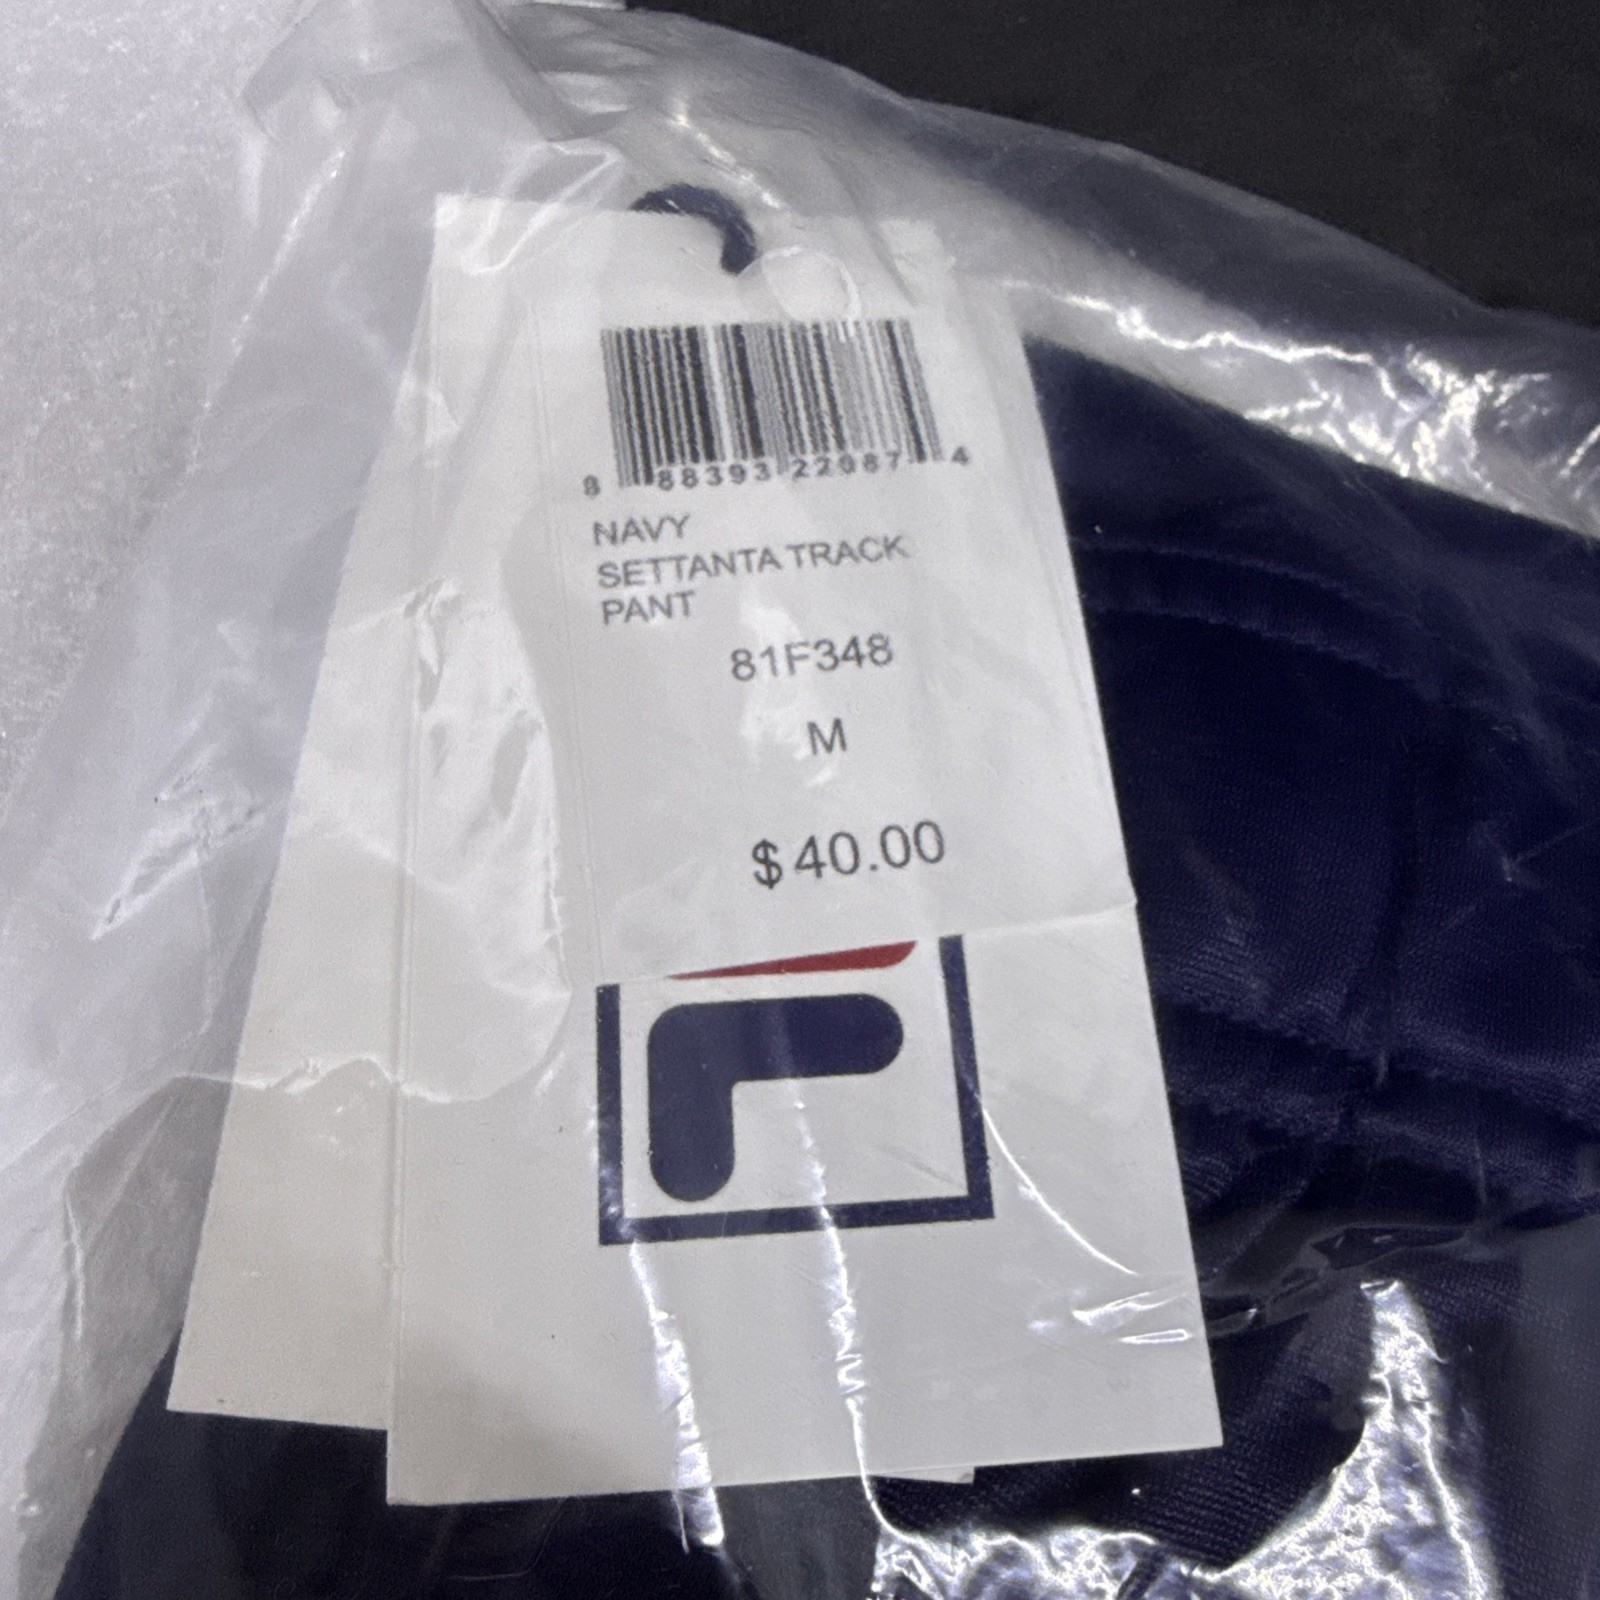 8 88393 22087 4
NAVY
SETTANTA TRACK
PANT
81F348
M
$40.00
F